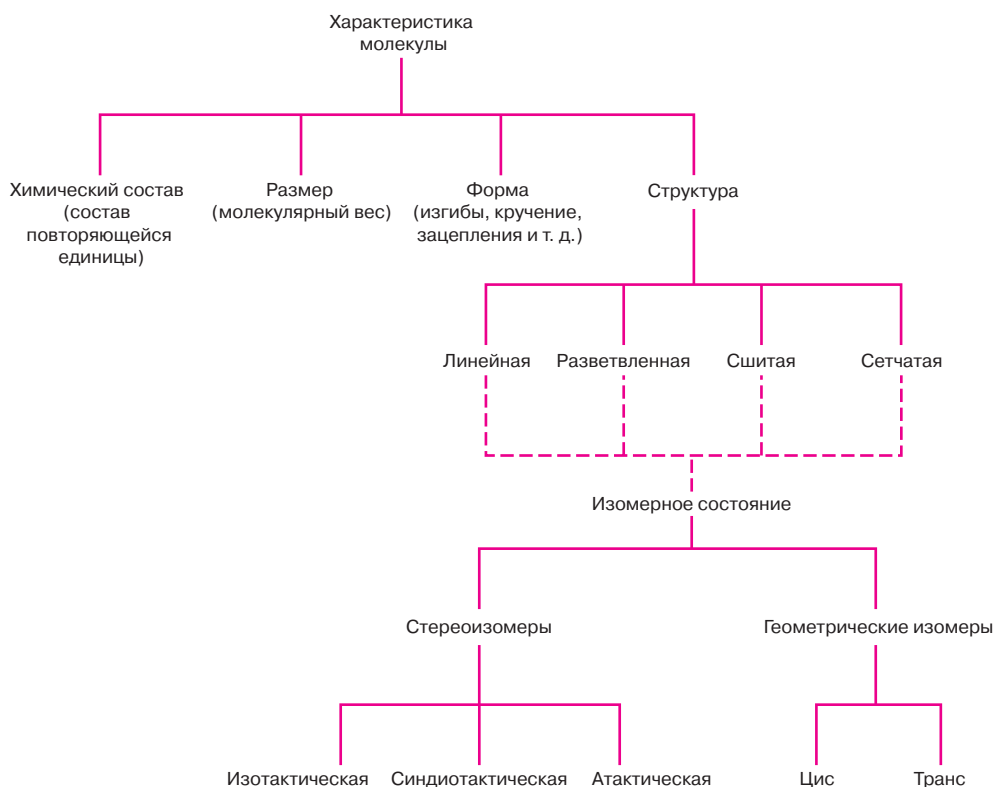 Характеристика
молекулы
Химический состав
(состав
повторяющейся
единицы)
Размер
(молекулярный вес)
Форма
(изгибы, кручение,
зацепления и т. д.)
Структура
Линейная
Разветвленная
Сшитая
Сетчатая
Изомерное состояние
Стереоизомеры
Геометрические изомеры
Изотактическая
Синдиотактическая
Атактическая
Цис
Транс